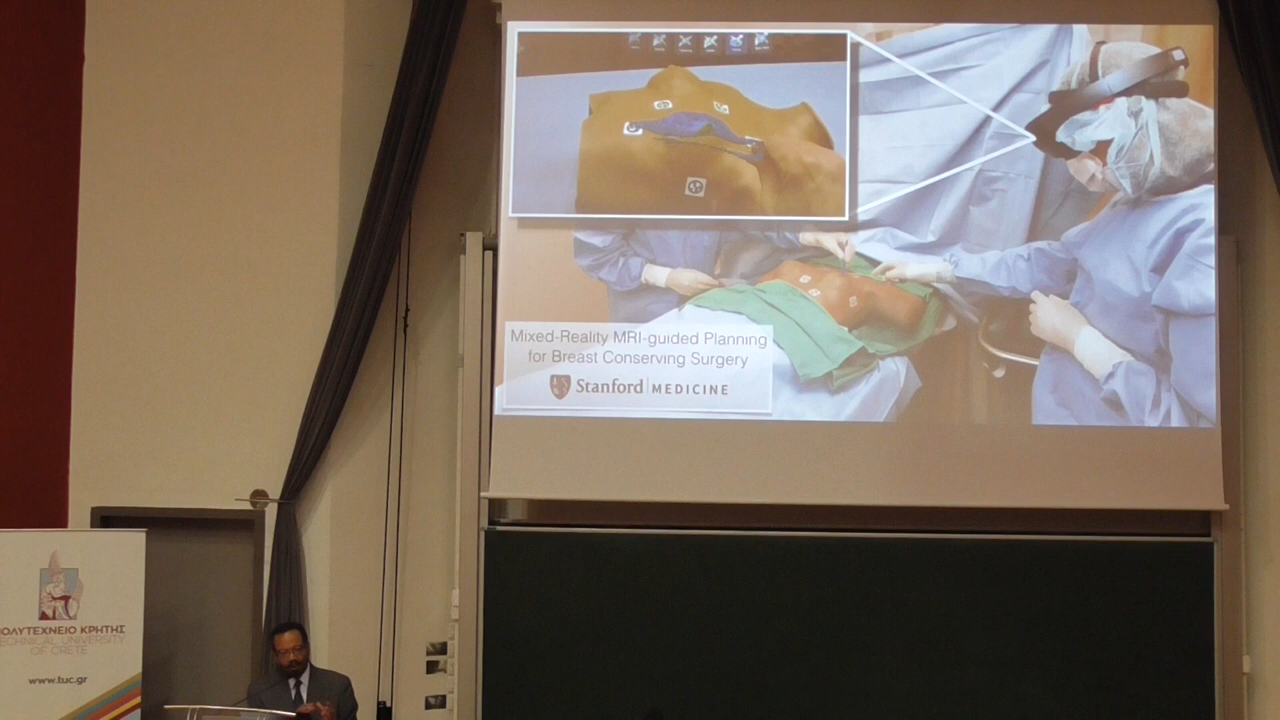 Mixed-Reality MRI-guided Planning
for Breast Conserving Surgery
Stanford MEDICINE
ΠΟΛΥΤΕΧΝΕΙΟ ΚΡΗΤΗΣ
TECHNICAL UNIVERSITY
OF CRETE
www.tuc.gr